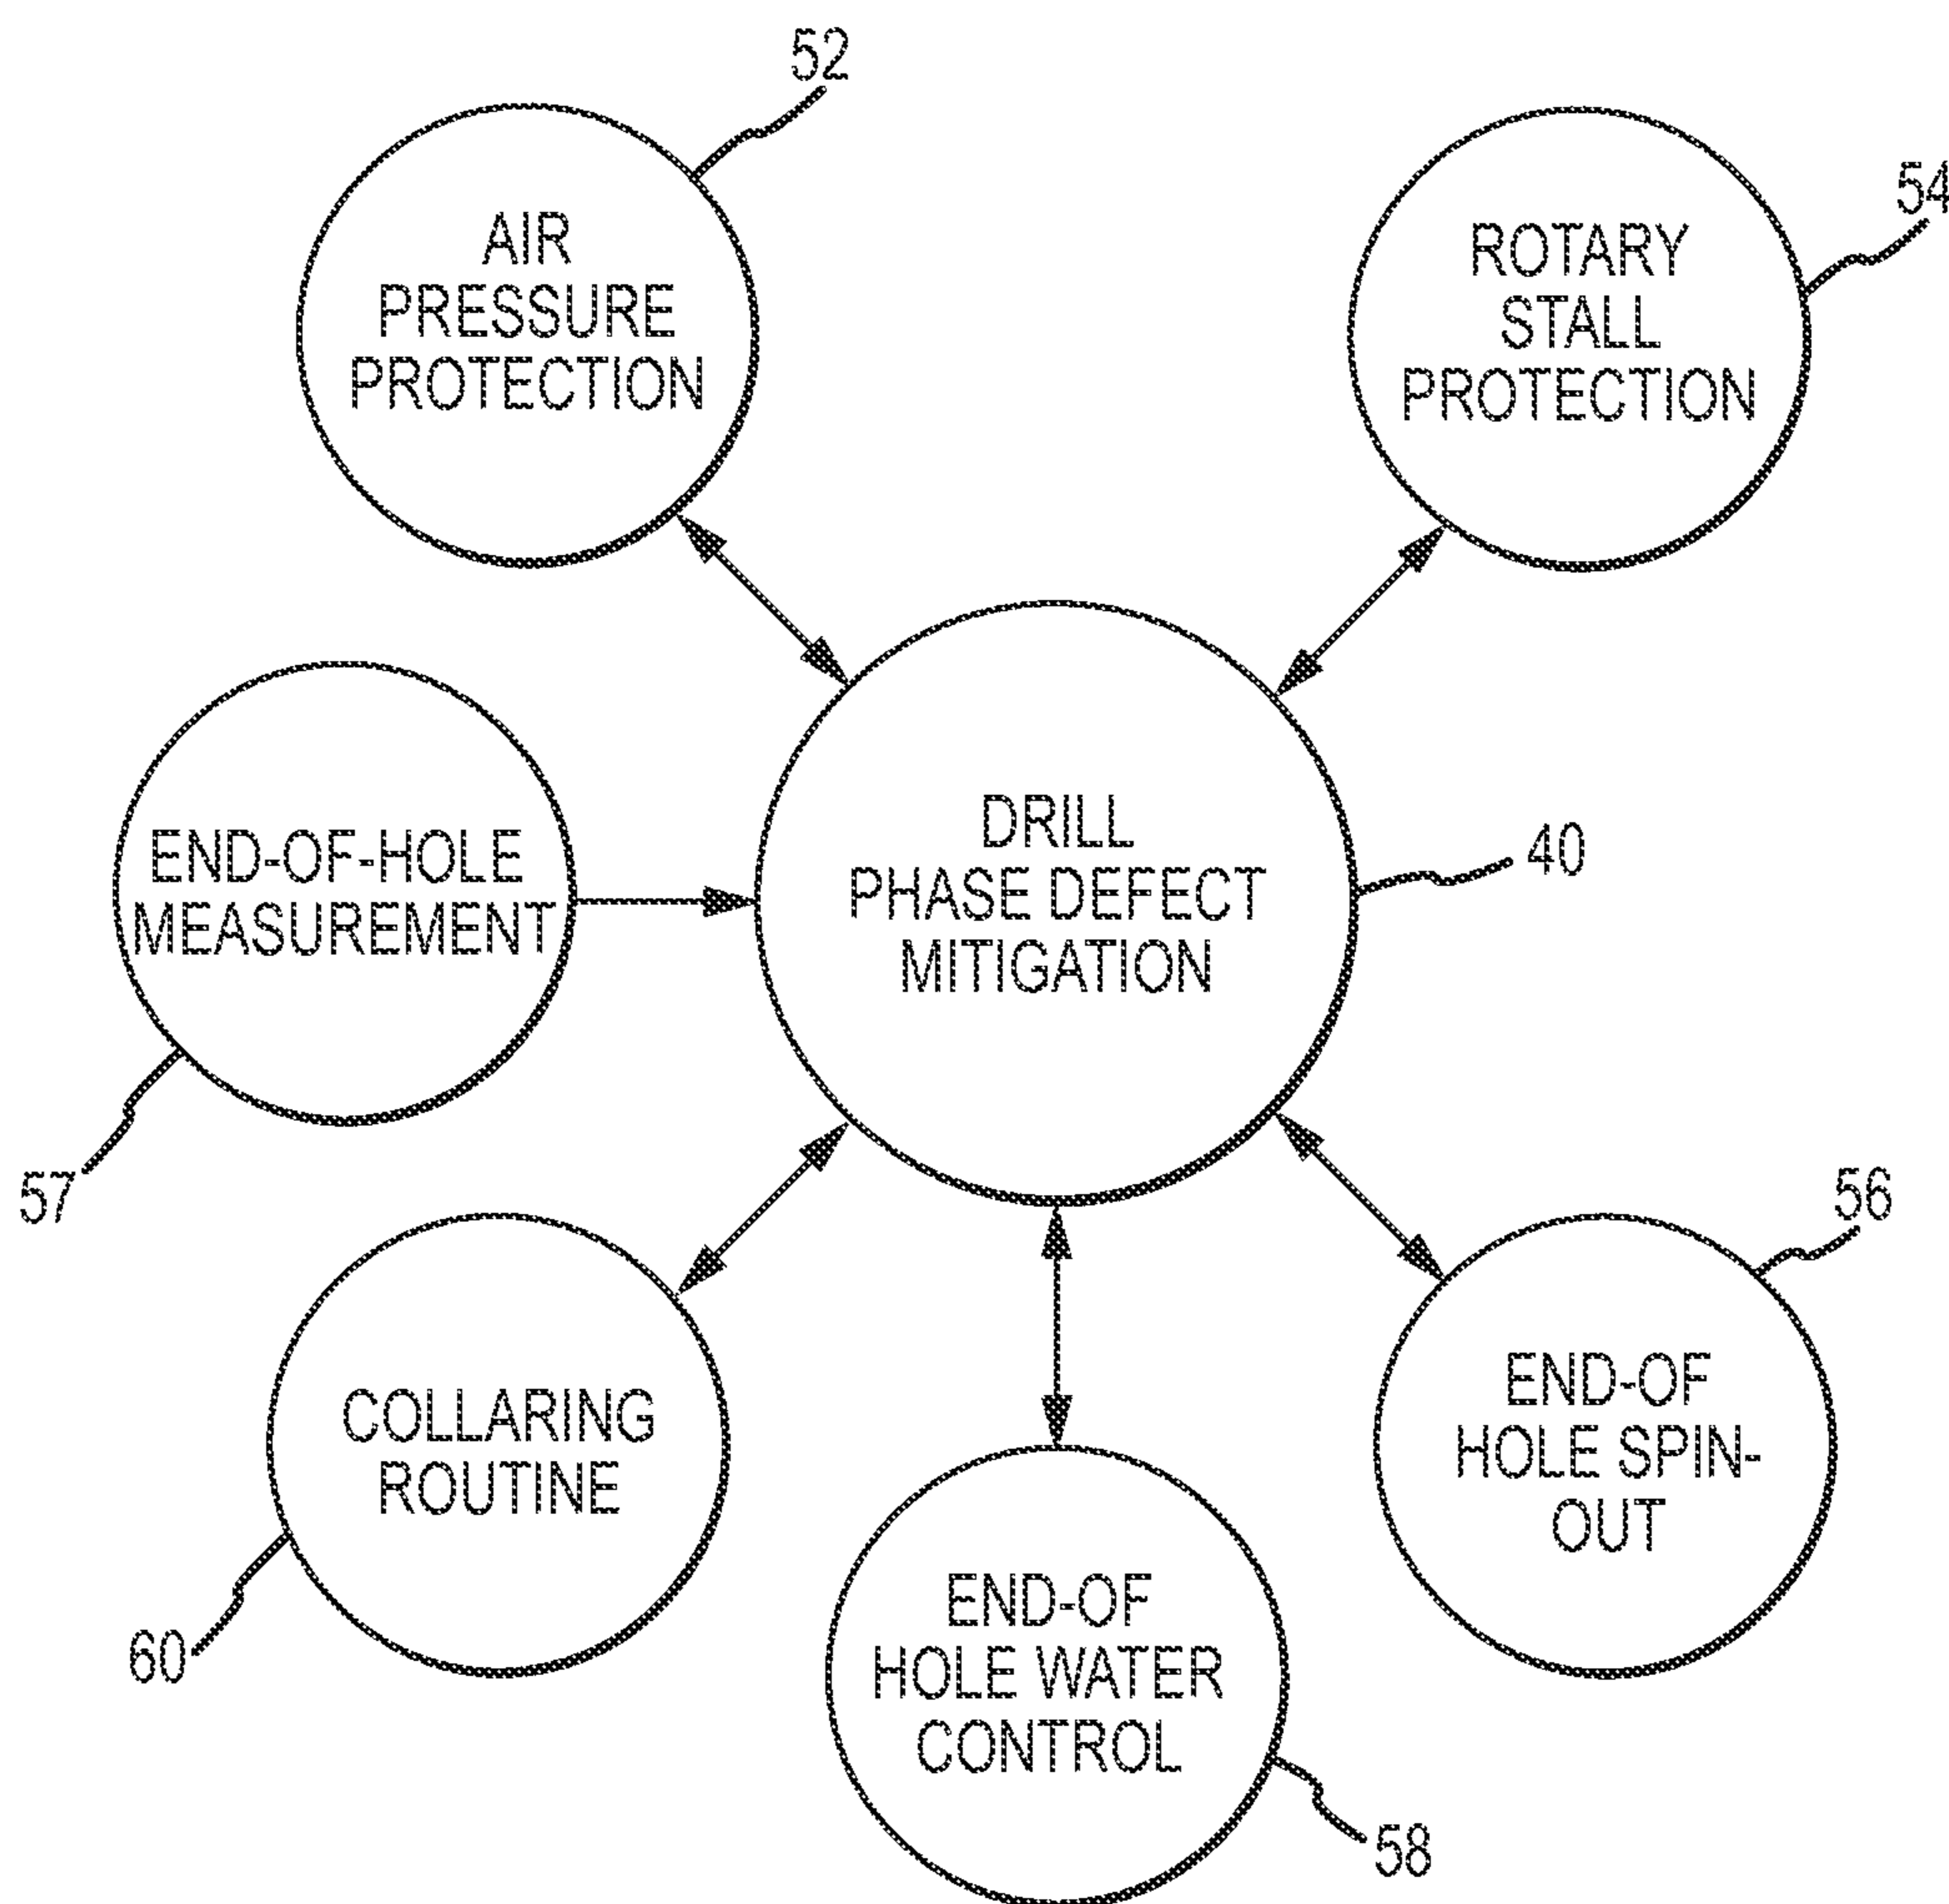 52
AIR
PRESSURE
PROTECTION
54
ROTARY
STALL
PROTECTION
DRILL
PHASE DEFECT
MITIGATION
40
END-OF-HOLE
MEASUREMENT
57
56
END-OF
HOLE SPIN-
OUT
COLLARING
ROUTINE
60
END-OF
HOLE WATER
CONTROL
58